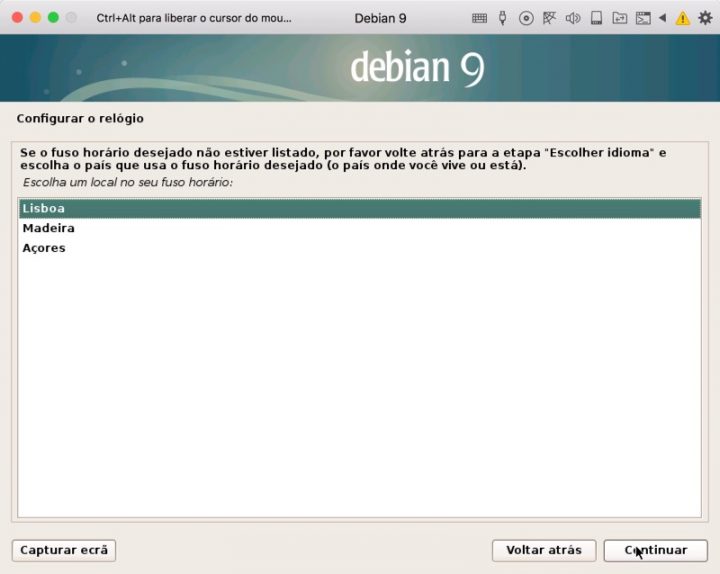 Ctrl+Alt para liberar o cursor do mou...
Debian 9
debian 9
Configurar o relógio
Se o fuso horário desejado não estiver listado, por favor volte atrás para a etapa "Escolher idioma" e
escolha o país que usa o fuso horário desejado (o país onde você vive ou está).
Escolha um local no seu fuso horário:
Lisboa
Madeira
Açores
Capturar ecrã
Voltar atrás
Continuar